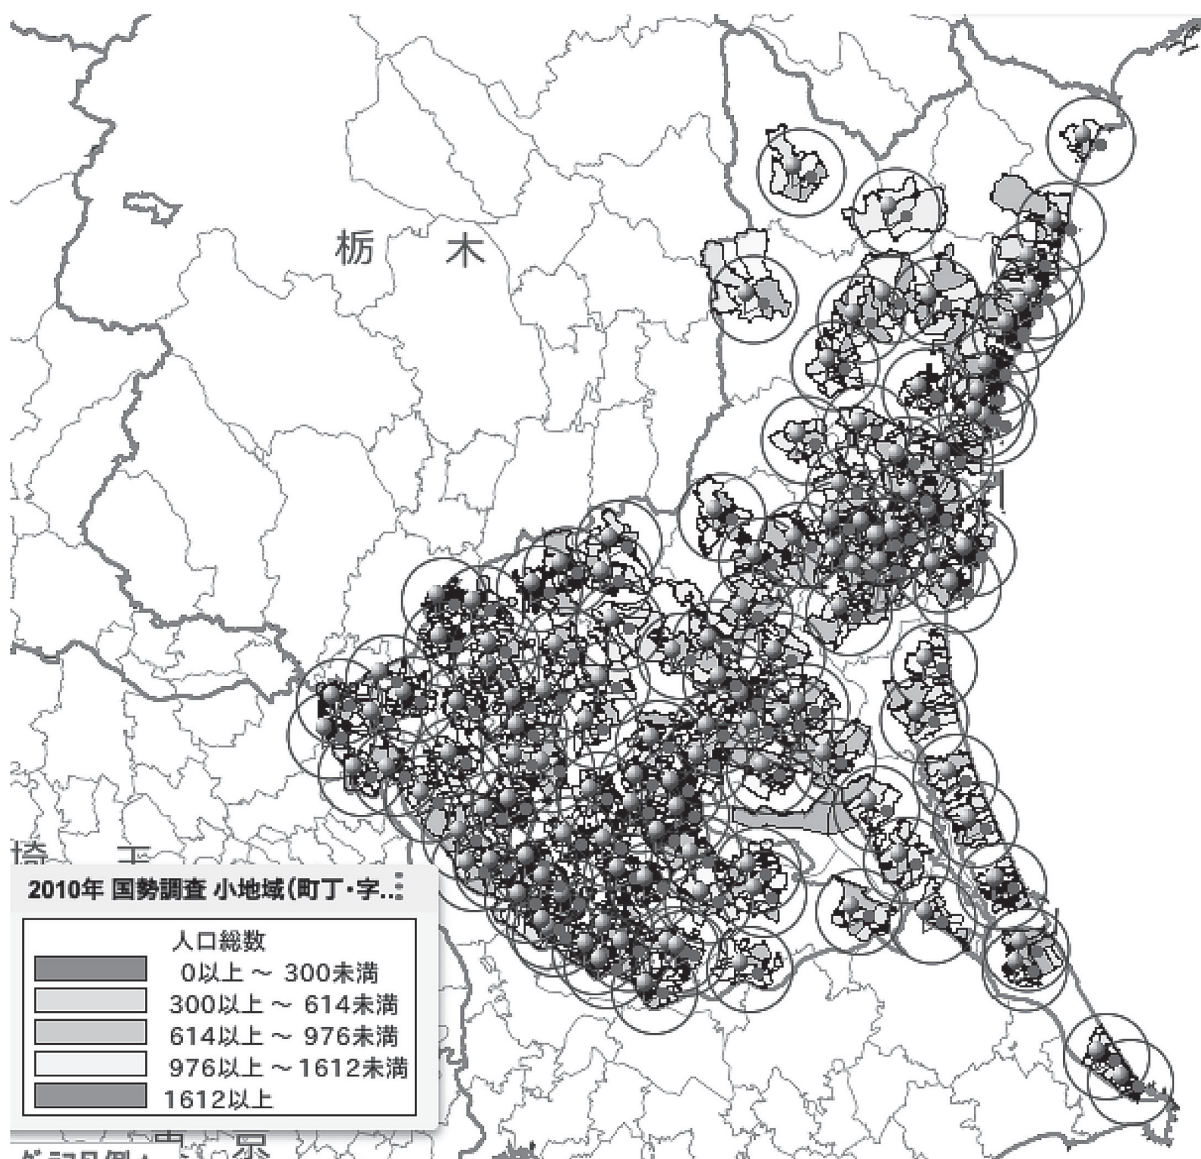 栃 木
埼 玉
2010年 国勢調査 小地域(町丁・字..
人口総数
0以上 ～ 300未満
300以上 ～ 614未満
614以上 ～ 976未満
976以上 ～ 1612未満
1612以上
京